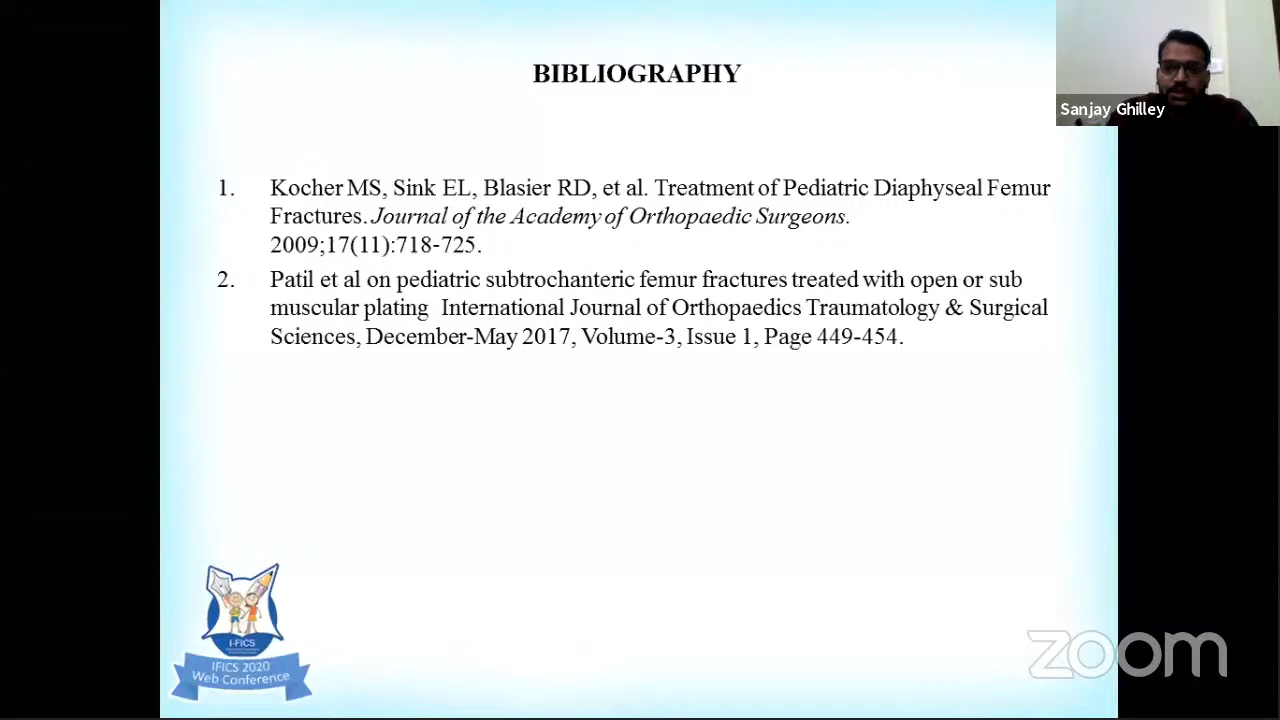 BIBLIOGRAPHY
Sanjay Ghilley
1. Kocher MS, Sink EL, Blasier RD, et al. Treatment of Pediatric Diaphyseal Femur
Fractures. Journal of the Academy of Orthopaedic Surgeons.
2009;17(11):718-725.
2. Patil et al on pediatric subtrochanteric femur fractures treated with open or sub
muscular plating International Journal of Orthopaedics Traumatology & Surgical
Sciences, December-May 2017, Volume-3, Issue 1, Page 449-454.
I-FICS
IFICS 2020
Web Conference
zoom